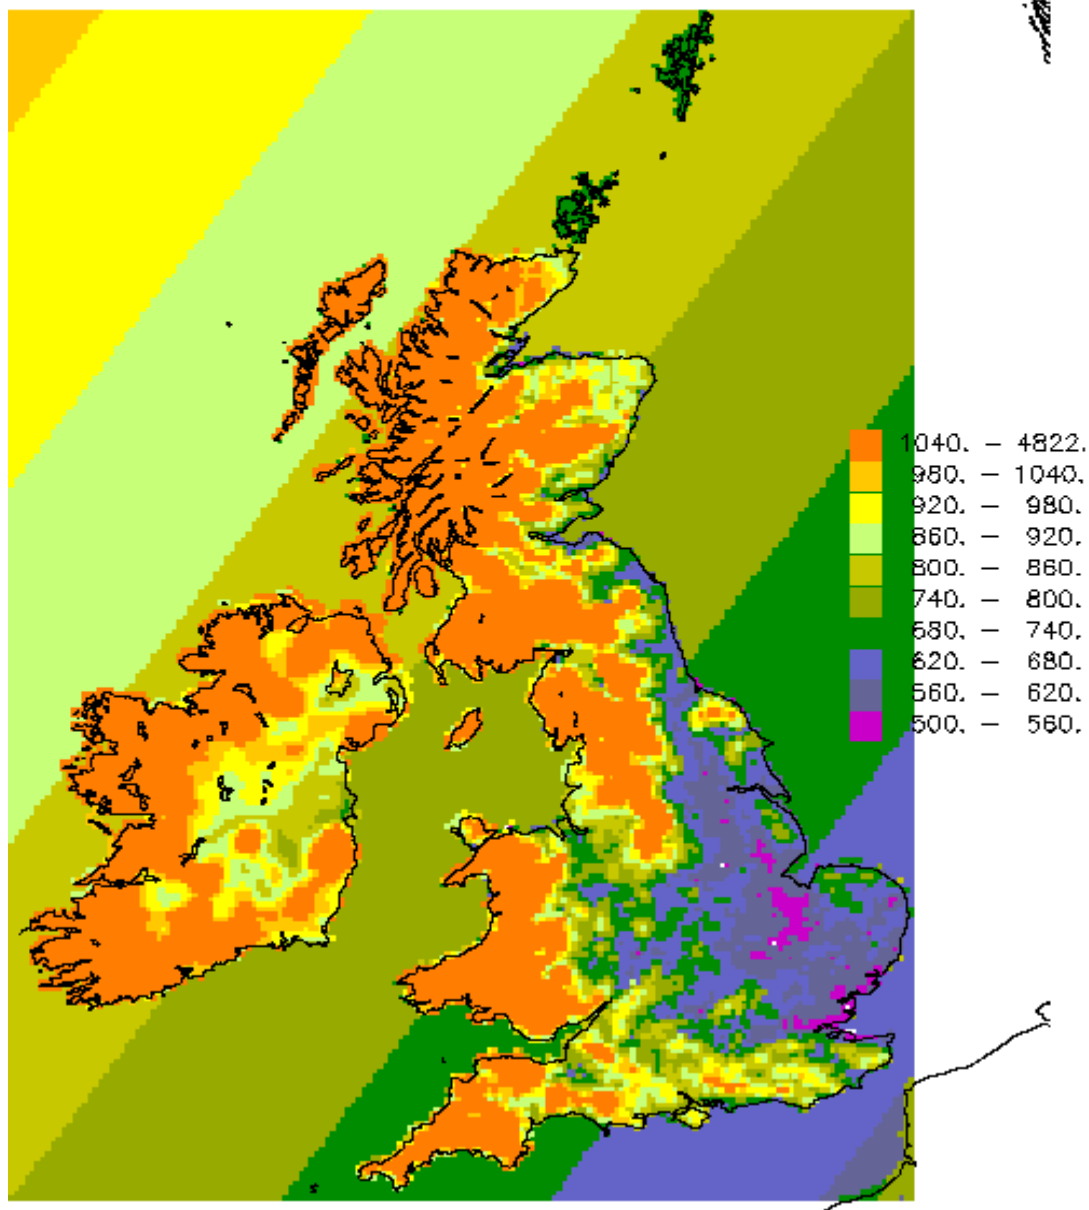 1040. – 4822.
980. – 1040.
920. – 980.
860. – 920.
800. – 860.
740. – 800.
680. – 740.
620. – 680.
560. – 620.
500. – 560.